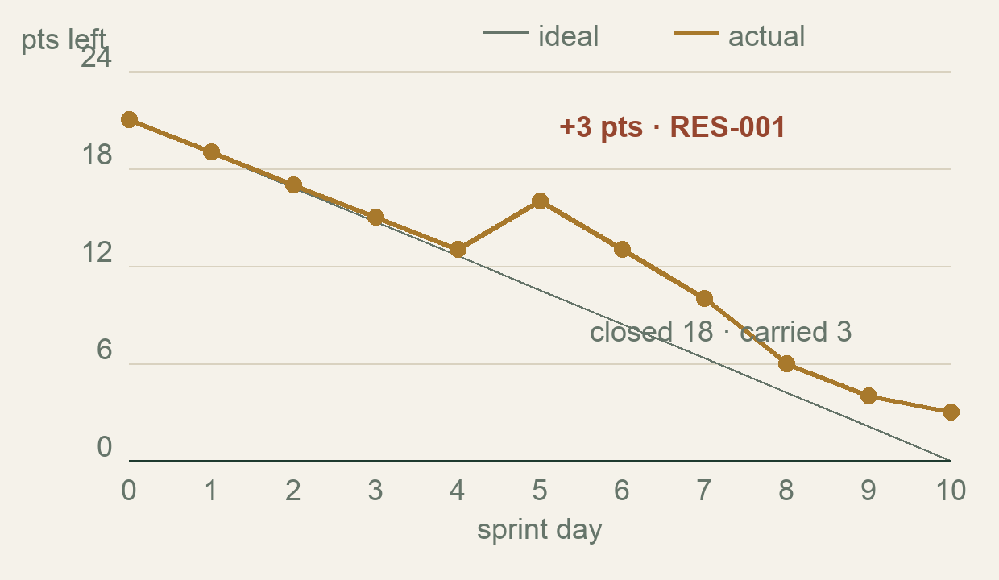 pts left
ideal
actual
24
+3 pts · RES-001
18
12
closed 18 · carried 3
6
0
0 1 2 3 4 5 6 7 8 9 10
sprint day